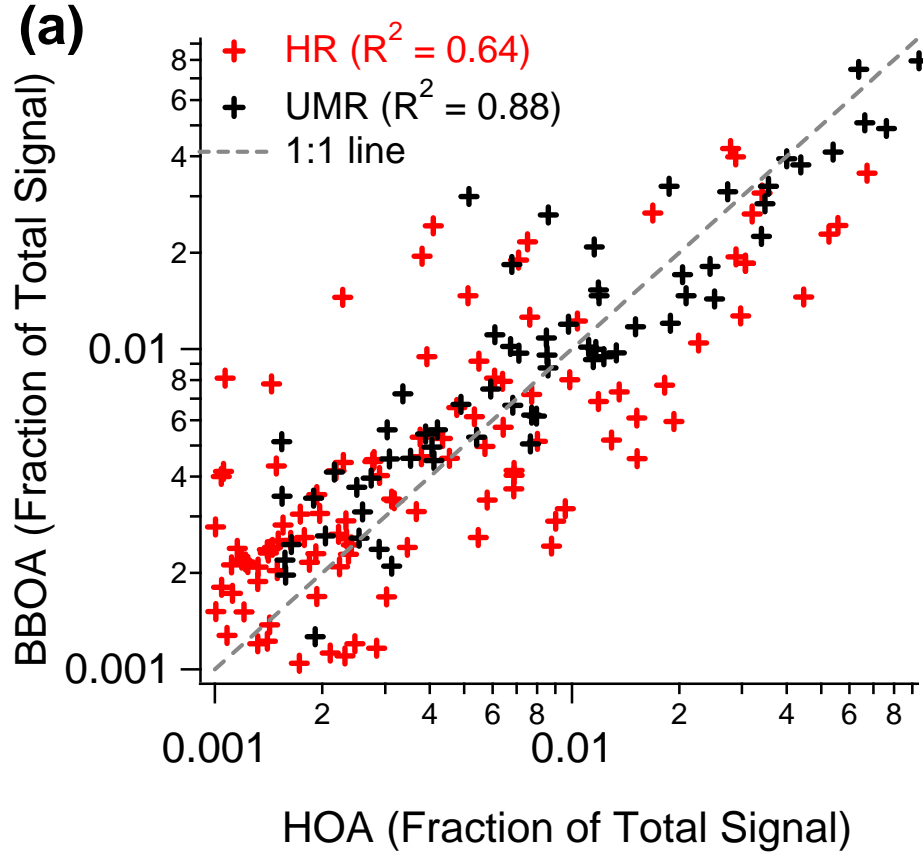 (a)
HR (R² = 0.64)
UMR (R² = 0.88)
1:1 line
BBOA (Fraction of Total Signal)
8
6
4
2
0.01
8
6
4
2
0.001
2 4 6 8 2 4 6 8
0.001 0.01
HOA (Fraction of Total Signal)